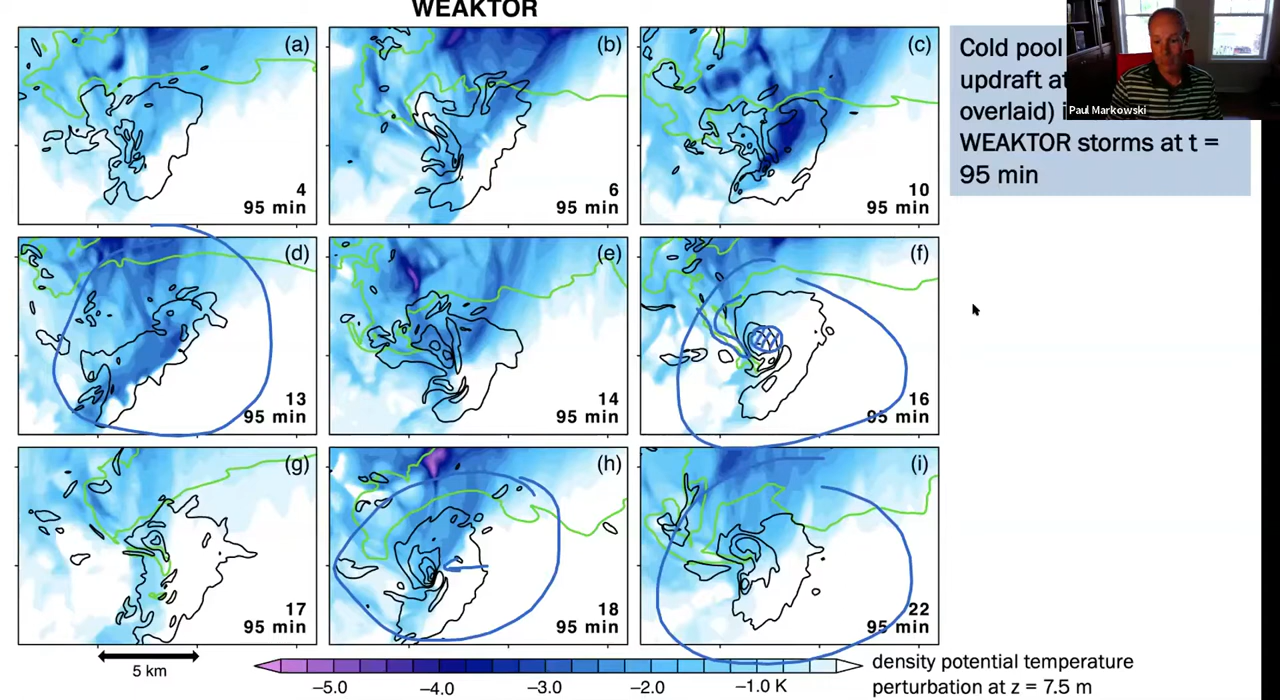 WEAKTOR
(a)
4
95 min
(b)
6
95 min
(c)
10
95 min
(d)
13
95 min
(e)
14
95 min
(f)
16
95 min
(g)
17
95 min
(h)
18
95 min
(i)
22
95 min
5 km
−5.0
−4.0
−3.0
−2.0
−1.0 K
density potential temperature
perturbation at z = 7.5 m
Cold pool
updraft at
overlaid)
WEAKTOR storms at t =
95 min
Paul Markowski